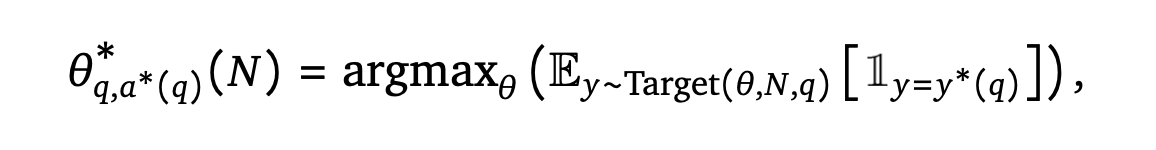 θ*_{q,a*(q)}(N) = argmax_θ (𝔼_{y~Target(θ,N,q)} [𝟙_{y=y*(q)}]),